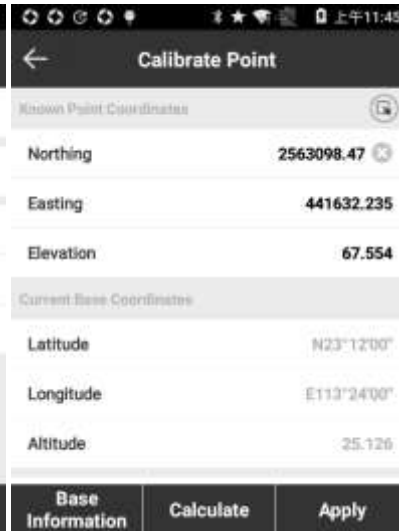 上午11:45
Calibrate Point
Known Point Coordinates
Northing 2563098.47
Easting 441632.235
Elevation 67.554
Current Base Coordinates
Latitude N23°12'00"
Longitude E113°24'00"
Altitude 25.126
Base Information Calculate Apply